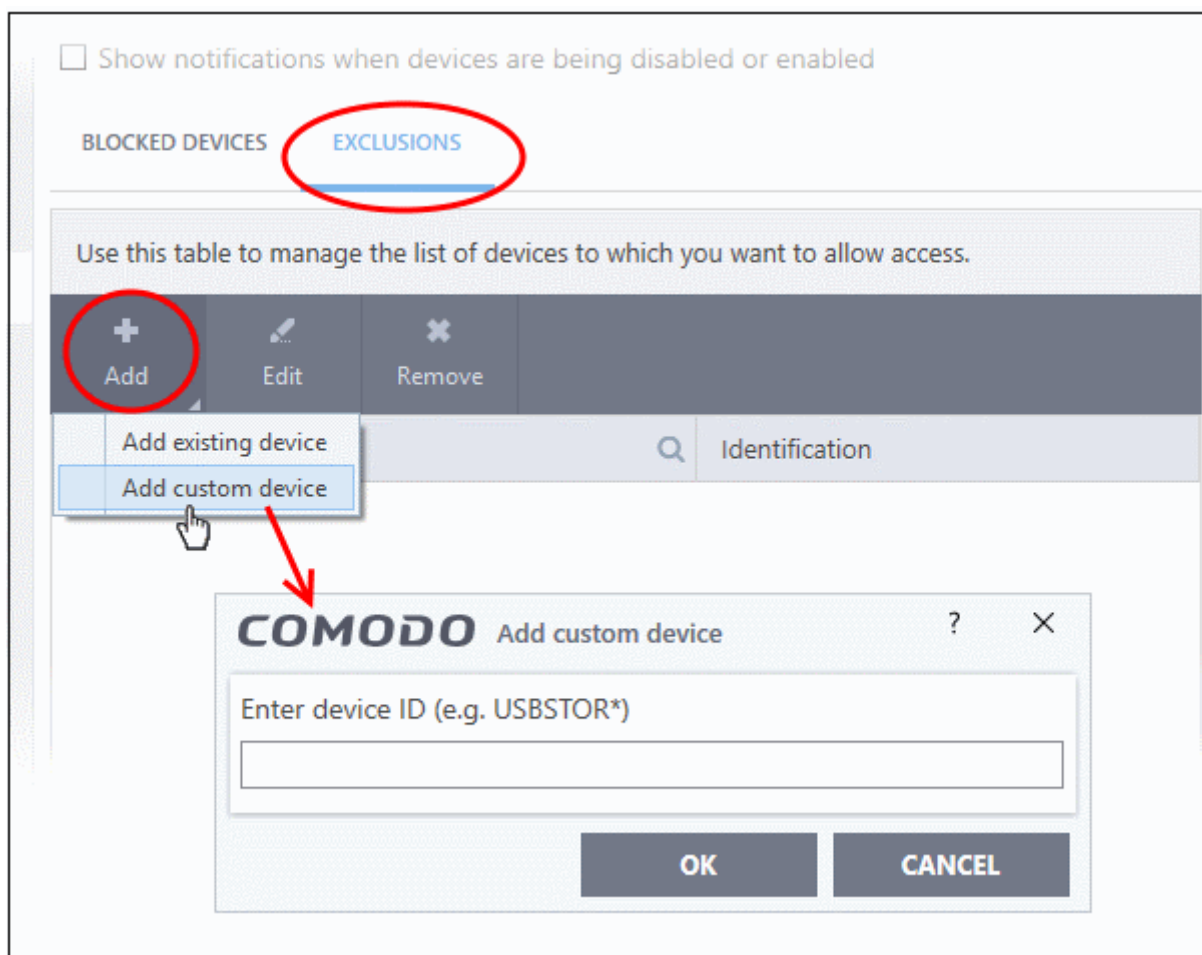 Show notifications when devices are being disabled or enabled
BLOCKED DEVICES EXCLUSIONS
Use this table to manage the list of devices to which you want to allow access.
Add Edit Remove
Add existing device
Identification
Add custom device
COMODO Add custom device ?
Enter device ID (e.g. USBSTOR*)
OK CANCEL